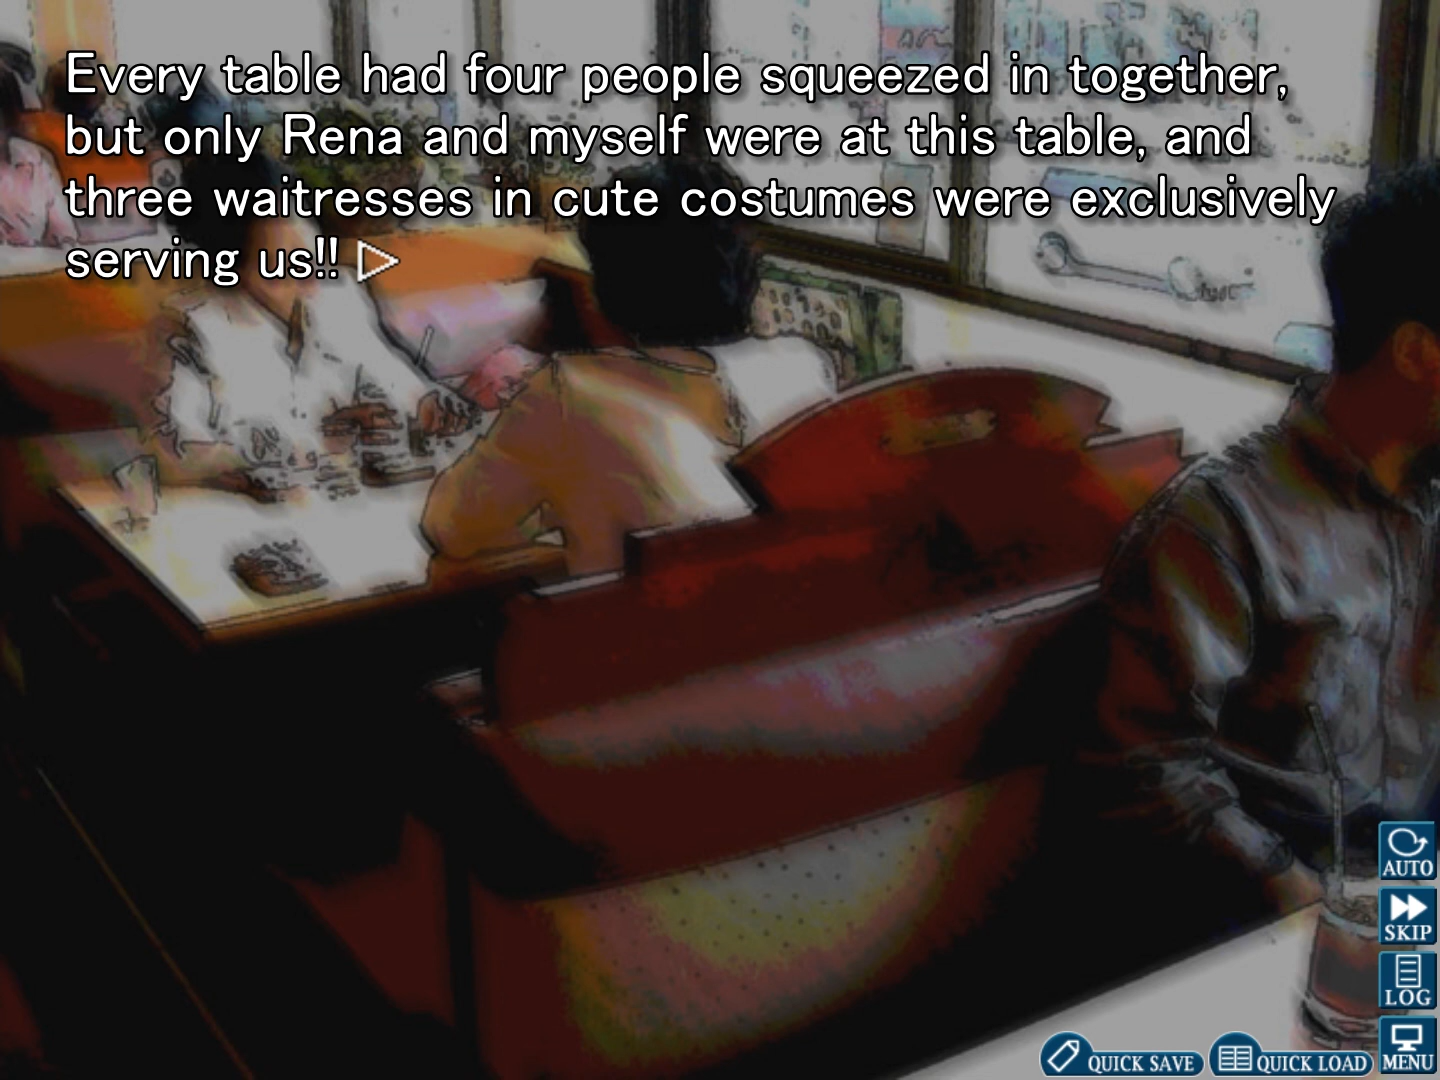 Every table had four people squeezed in together,
but only Rena and myself were at this table, and
three waitresses in cute costumes were exclusively
serving us!!
AUTO
SKIP
LOG
MENU
QUICK SAVE
QUICK LOAD